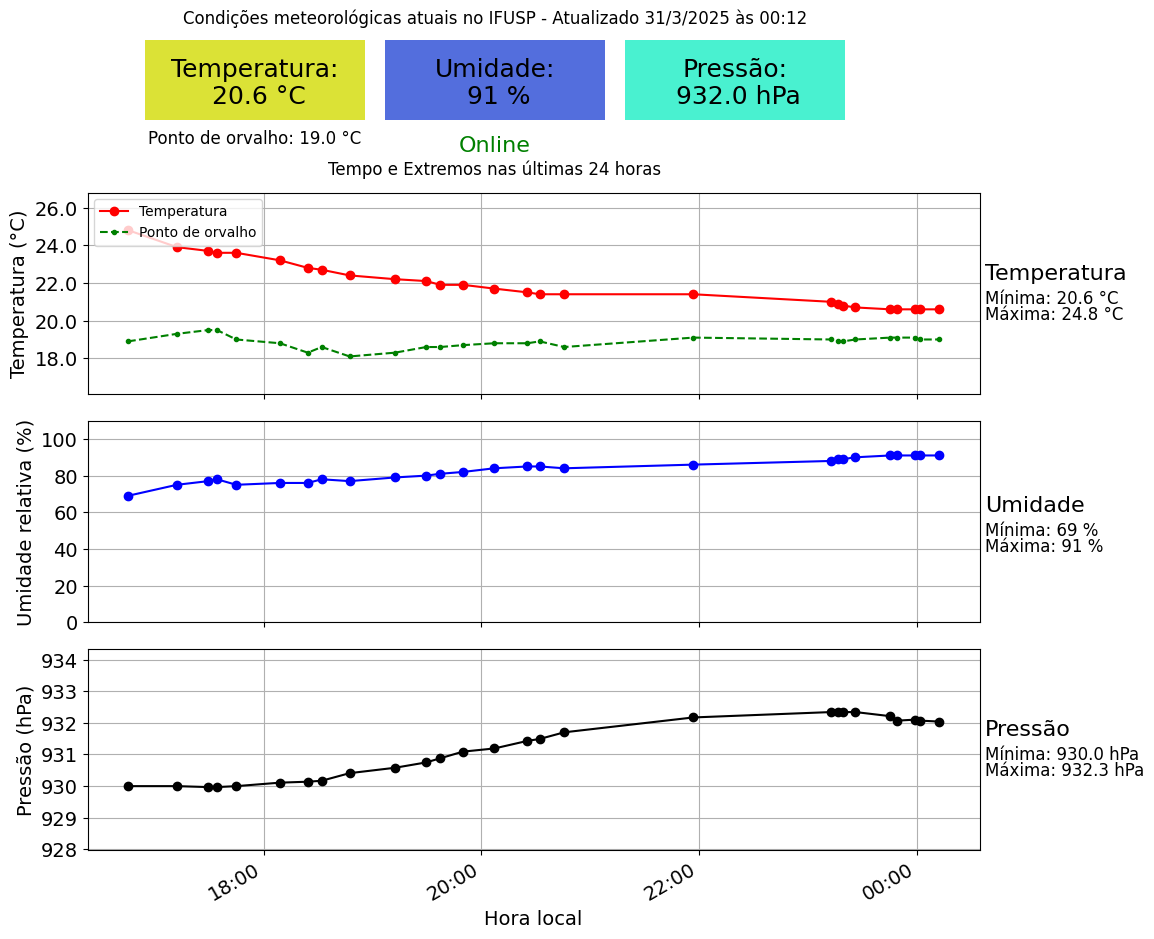 Condições meteorológicas atuais no IFUSP - Atualizado 31/3/2025 às 00:12
Temperatura:
20.6 °C
Umidade:
91 %
Pressão:
932.0 hPa
Ponto de orvalho: 19.0 °C
Online
Tempo e Extremos nas últimas 24 horas
Temperatura (°C)
26.0
24.0
22.0
20.0
18.0
Temperatura
Ponto de orvalho
Temperatura
Mínima: 20.6 °C
Máxima: 24.8 °C
Umidade relativa (%)
100
80
60
40
20
0
Umidade
Mínima: 69 %
Máxima: 91 %
Pressão (hPa)
934
933
932
931
930
929
928
Pressão
Mínima: 930.0 hPa
Máxima: 932.3 hPa
18:00
20:00
22:00
00:00
Hora local